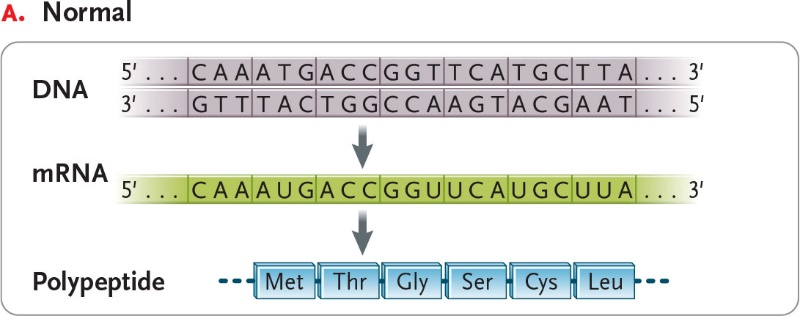 A. Normal
5′ . . . C A A A T G A C C G G T T C A T G C T T A . . . 3′
DNA
3′ . . . G T T T A C T G G C C A A G T A C G A A T . . . 5′
mRNA
5′ . . . C A A A U G A C C G G U U C A U G C U U A . . . 3′
Polypeptide Met Thr Gly Ser Cys Leu